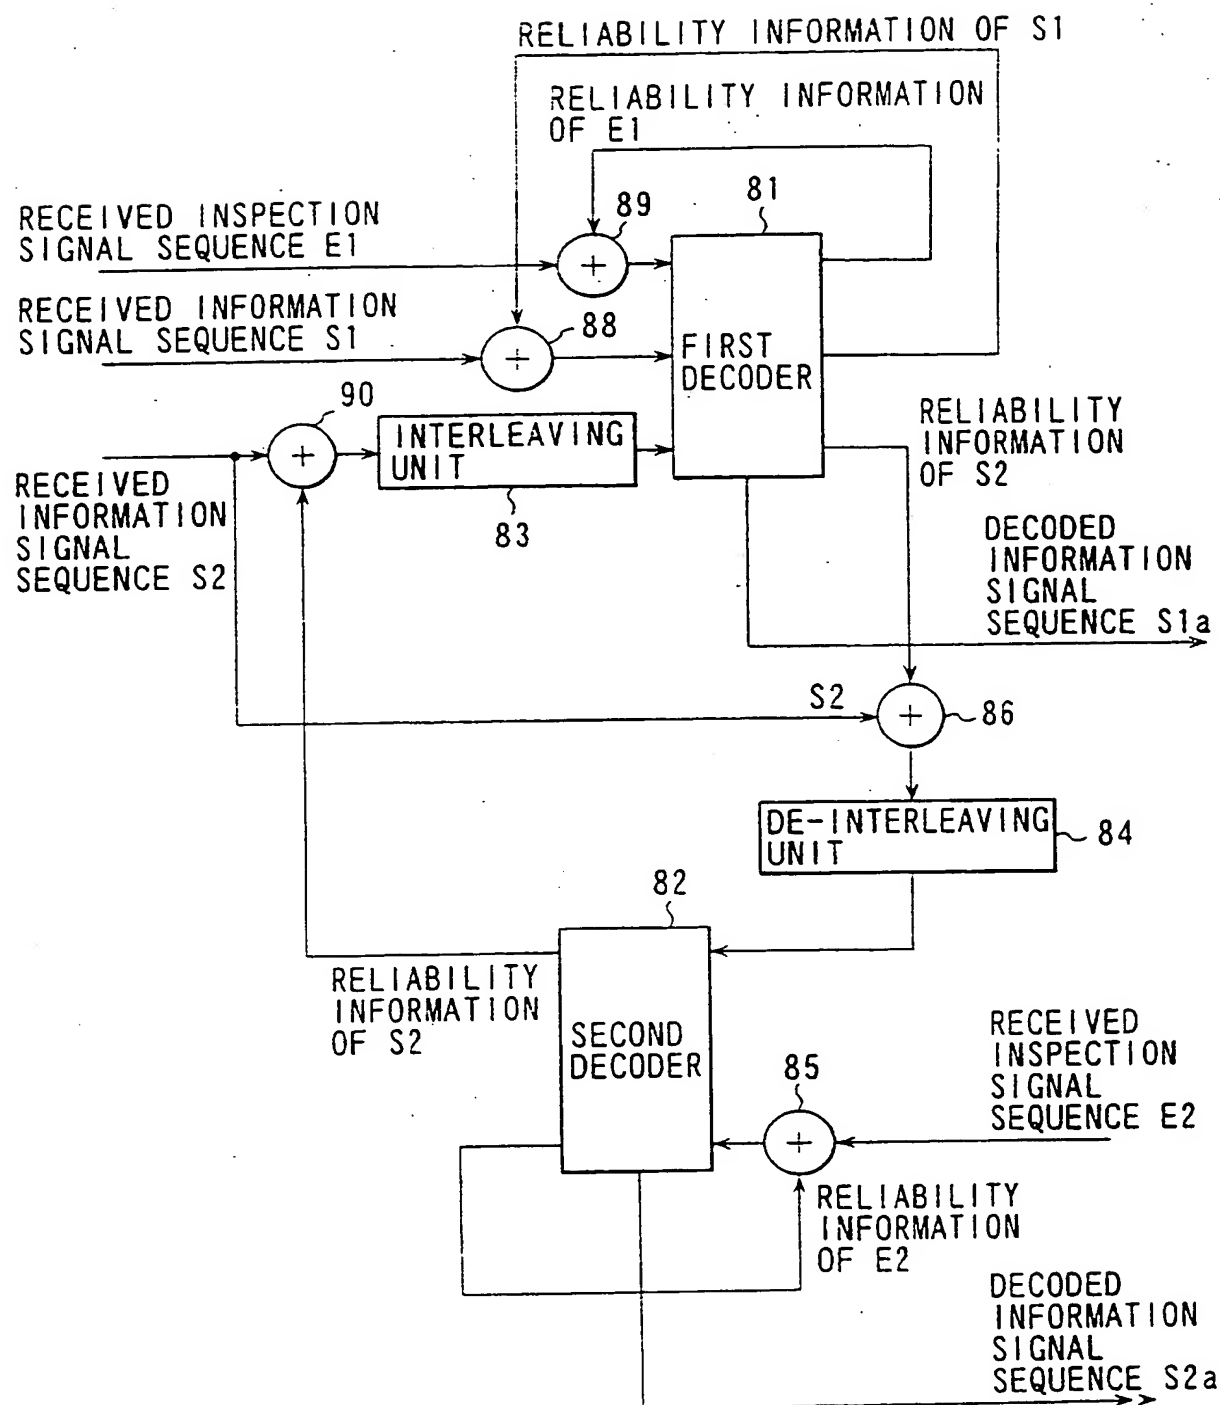 RELIABILITY INFORMATION OF S1
RELIABILITY INFORMATION
OF E1
81
89
RECEIVED INSPECTION
SIGNAL SEQUENCE E1
+
RECEIVED INFORMATION
SIGNAL SEQUENCE S1
88
+
FIRST
DECODER
90
+
INTERLEAVING
UNIT
83
RECEIVED
INFORMATION
SIGNAL
SEQUENCE S2
RELIABILITY
INFORMATION
OF S2
DECODED
INFORMATION
SIGNAL
SEQUENCE S1a
S2
+
86
DE-INTERLEAVING
UNIT
84
82
RELIABILITY
INFORMATION
OF S2
SECOND
DECODER
85
+
RECEIVED
INSPECTION
SIGNAL
SEQUENCE E2
RELIABILITY
INFORMATION
OF E2
DECODED
INFORMATION
SIGNAL
SEQUENCE S2a